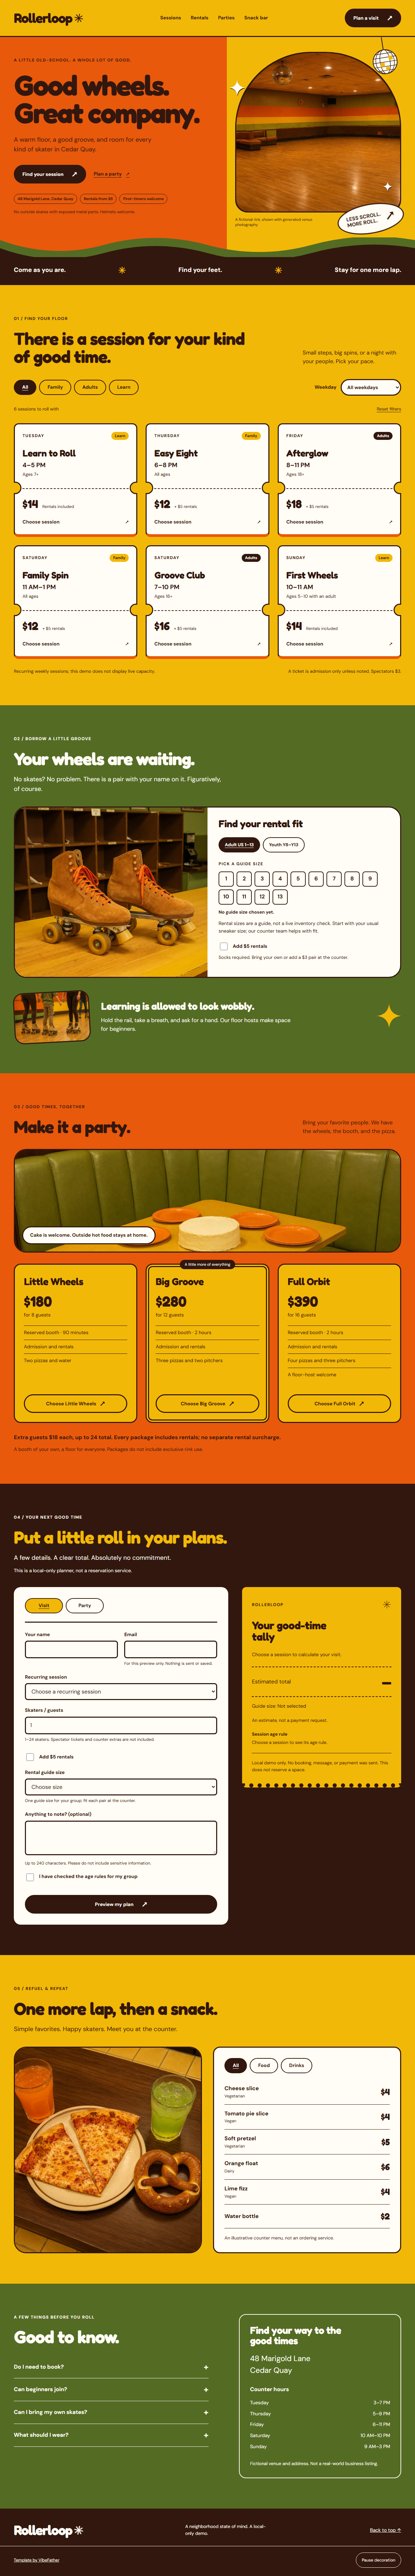 Rollerloop
Sessions Rentals Parties Snack bar
Plan a visit ↗
A LITTLE OLD-SCHOOL. A WHOLE LOT OF GOOD.
Good wheels.
Great company.
A warm floor, a good groove, and room for every
kind of skater in Cedar Quay.
Find your session ↗ Plan a party ↗
48 Marigold Lane, Cedar Quay Rentals from $5 First-timers welcome
No outside skates with exposed metal parts. Helmets welcome.
A fictional rink, shown with generated venue
photography.
LESS SCROLL.
MORE ROLL. ↗
Come as you are. Find your feet. Stay for one more lap.
01 / FIND YOUR FLOOR
There is a session for your kind
of good time.
Small steps, big spins, or a night with
your people. Pick your pace.
All Family Adults Learn
Weekday All weekdays
6 sessions to roll with
Reset filters
TUESDAY Learn
Learn to Roll
4–5 PM
Ages 7+
$14 Rentals included
Choose session ↗
THURSDAY Family
Easy Eight
6–8 PM
All ages
$12 + $5 rentals
Choose session ↗
FRIDAY Adults
Afterglow
8–11 PM
Ages 18+
$18 + $5 rentals
Choose session ↗
SATURDAY Family
Family Spin
11 AM–1 PM
All ages
$12 + $5 rentals
Choose session ↗
SATURDAY Adults
Groove Club
7–10 PM
Ages 16+
$16 + $5 rentals
Choose session ↗
SUNDAY Learn
First Wheels
10–11 AM
Ages 5–10 with an adult
$14 Rentals included
Choose session ↗
Recurring weekly sessions; this demo does not display live capacity.
A ticket is admission only unless noted. Spectators $3.
02 / BORROW A LITTLE GROOVE
Your wheels are waiting.
No skates? No problem. There is a pair with your name on it. Figuratively,
of course.
Find your rental fit
Adult US 1–13 Youth Y8–Y13
PICK A GUIDE SIZE
1 2 3 4 5 6 7 8 9
10 11 12 13
No guide size chosen yet.
Rental sizes are a guide, not a live inventory check. Start with your usual
sneaker size; our counter team helps with fit.
Add $5 rentals
Socks required. Bring your own or add a $3 pair at the counter.
Learning is allowed to look wobbly.
Hold the rail, take a breath, and ask for a hand. Our floor hosts make space
for beginners.
03 / GOOD TIMES, TOGETHER
Make it a party.
Bring your favorite people. We have
the wheels, the booth, and the pizza.
Cake is welcome. Outside hot food stays at home.
Little Wheels
$180
for 8 guests
Reserved booth · 90 minutes
Admission and rentals
Two pizzas and water
Choose Little Wheels ↗
A little more of everything
Big Groove
$280
for 12 guests
Reserved booth · 2 hours
Admission and rentals
Three pizzas and two pitchers
Choose Big Groove ↗
Full Orbit
$390
for 16 guests
Reserved booth · 2 hours
Admission and rentals
Four pizzas and three pitchers
A floor-host welcome
Choose Full Orbit ↗
Extra guests $18 each, up to 24 total. Every package includes rentals; no separate rental surcharge.
A booth of your own, a floor for everyone. Packages do not include exclusive-rink use.
04 / YOUR NEXT GOOD TIME
Put a little roll in your plans.
A few details. A clear total. Absolutely no commitment.
This is a local-only planner, not a reservation service.
Visit Party
Your name Email
For this preview only. Nothing is sent or saved.
Recurring session
Choose a recurring session
Skaters / guests
1
1–24 skaters. Spectator tickets and counter extras are not included.
Add $5 rentals
Rental guide size
Choose size
One guide size for your group; fit each pair at the counter.
Anything to note? (optional)
Up to 240 characters. Please do not include sensitive information.
I have checked the age rules for my group
Preview my plan ↗
ROLLERLOOP
Your good-time
tally
Choose a session to calculate your visit.
Estimated total —
Guide size: Not selected
An estimate, not a payment request.
Session age rule
Choose a session to see its age rule.
Local demo only. No booking, message, or payment was sent. This
does not reserve a space.
05 / REFUEL & REPEAT
One more lap, then a snack.
Simple favorites. Happy skaters. Meet you at the counter.
All Food Drinks
Cheese slice $4
Vegetarian
Tomato pie slice $4
Vegan
Soft pretzel $5
Vegetarian
Orange float $6
Dairy
Lime fizz $4
Vegan
Water bottle $2
An illustrative counter menu, not an ordering service.
A FEW THINGS BEFORE YOU ROLL
Good to know.
Do I need to book? +
Can beginners join? +
Can I bring my own skates? +
What should I wear? +
Find your way to the
good times
48 Marigold Lane
Cedar Quay
Counter hours
Tuesday 3–7 PM
Thursday 5–9 PM
Friday 6–11 PM
Saturday 10 AM–10 PM
Sunday 9 AM–3 PM
Fictional venue and address. Not a real-world business listing.
Rollerloop
A neighborhood state of mind. A local-
only demo.
Back to top ↑
Template by VibeFather
Pause decoration